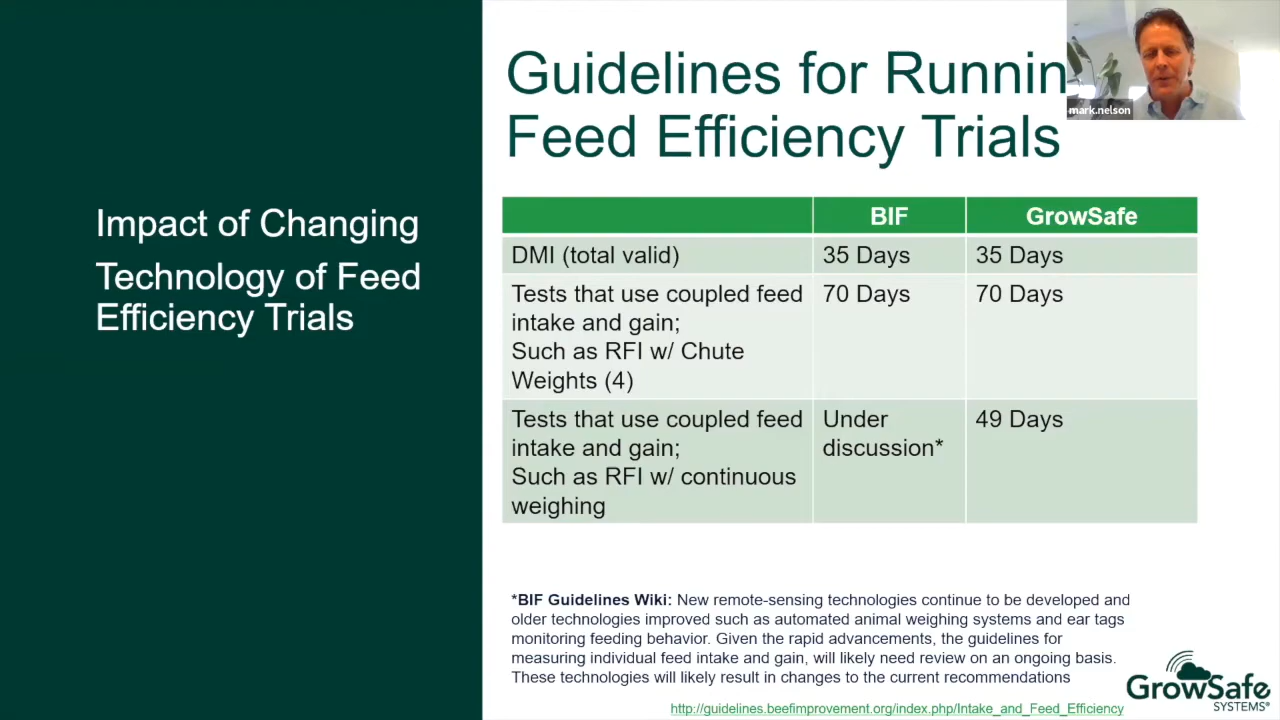 Impact of Changing
Technology of Feed
Efficiency Trials
Guidelines for Runnin
Feed Efficiency Trials
mark.nelson
BIF GrowSafe
DMI (total valid) 35 Days 35 Days
Tests that use coupled feed 70 Days 70 Days
intake and gain;
Such as RFI w/ Chute
Weights (4)
Tests that use coupled feed Under 49 Days
intake and gain; discussion*
Such as RFI w/ continuous
weighing
*BIF Guidelines Wiki: New remote-sensing technologies continue to be developed and
older technologies improved such as automated animal weighing systems and ear tags
monitoring feeding behavior. Given the rapid advancements, the guidelines for
measuring individual feed intake and gain, will likely need review on an ongoing basis.
These technologies will likely result in changes to the current recommendations
http://guidelines.beefimprovement.org/index.php/Intake_and_Feed_Efficiency
GrowSafe
SYSTEMS®